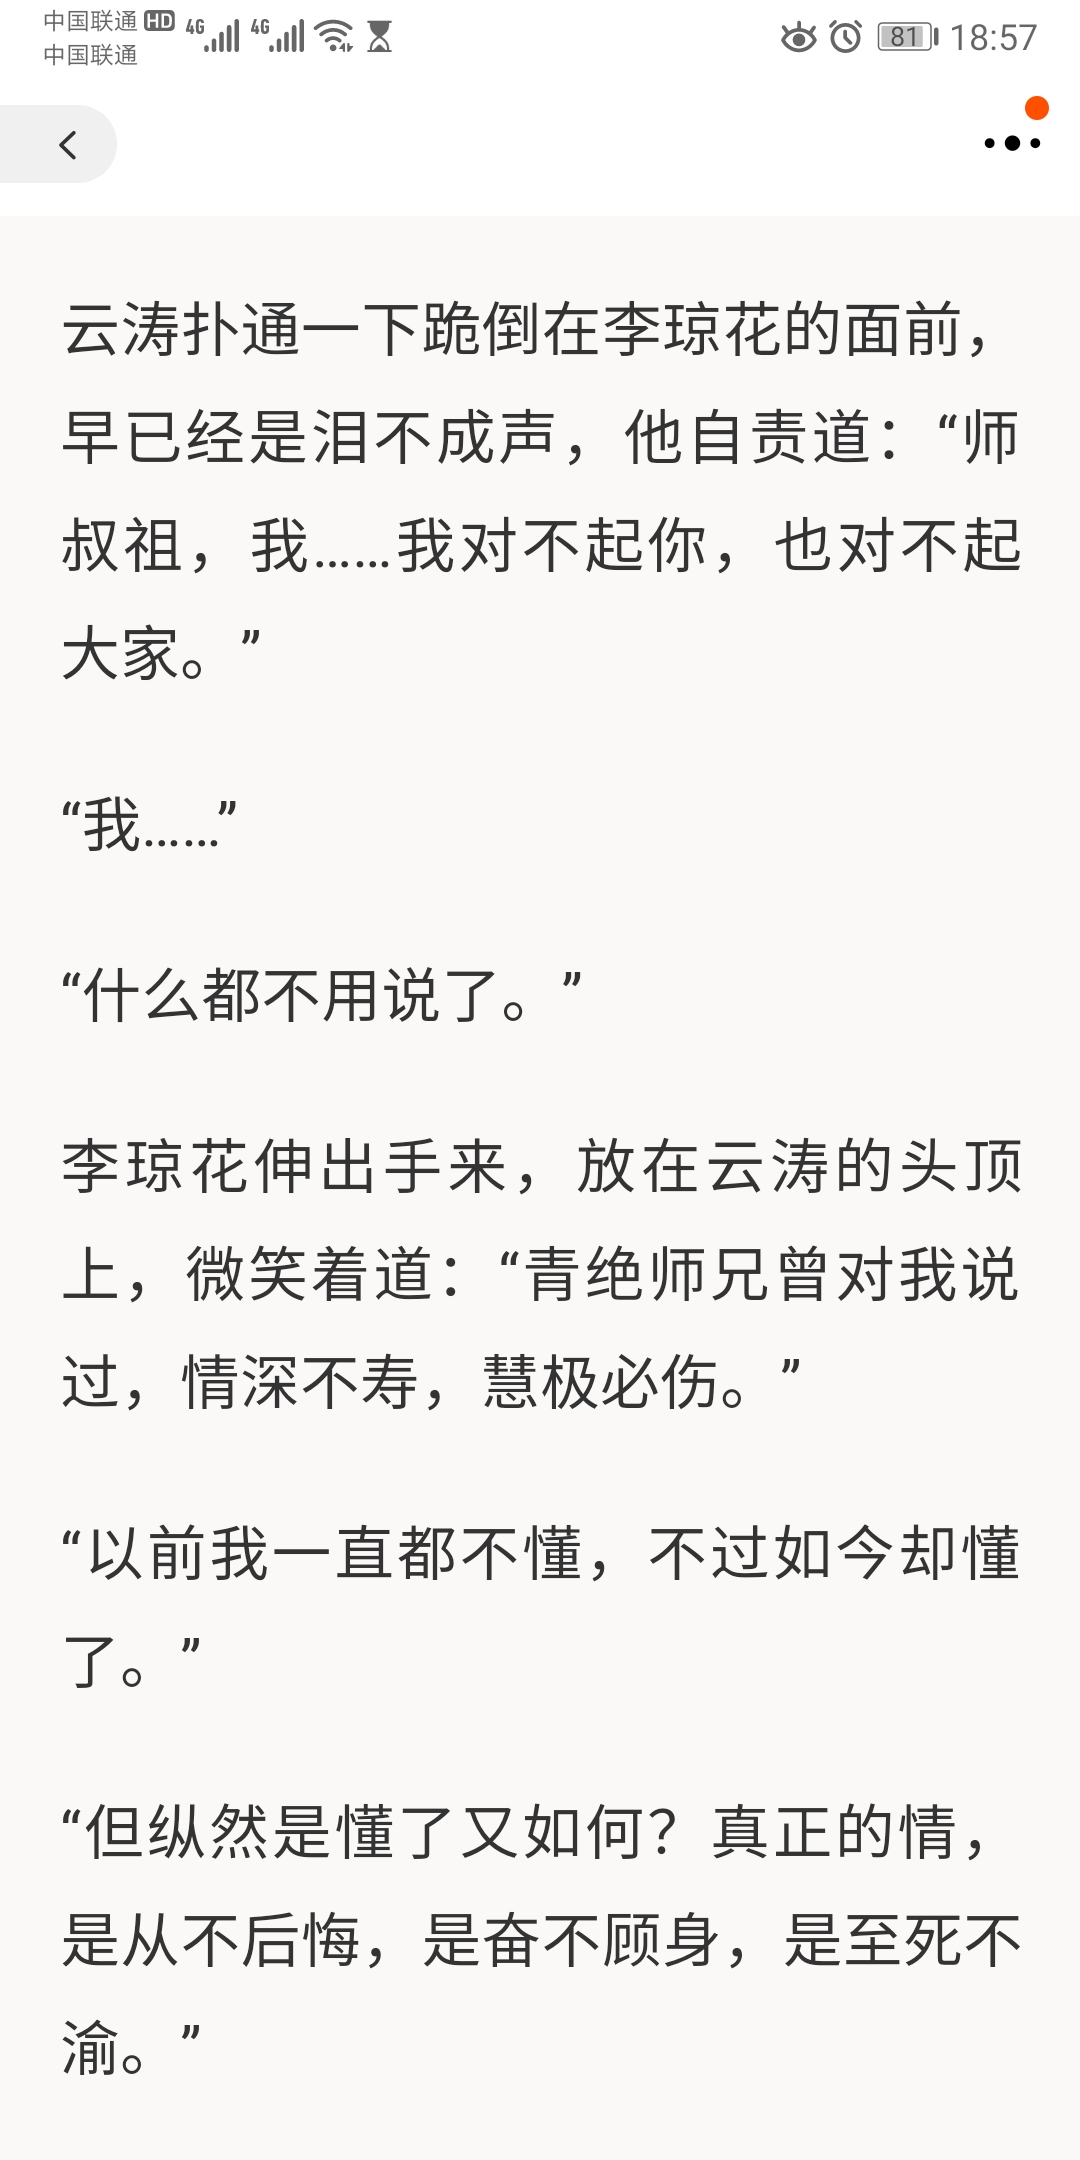 中国联通 HD 4G 4G 81 18:57
中国联通
云涛扑通一下跪倒在李琼花的面前，
早已经是泪不成声，他自责道：“师
叔祖，我……我对不起你，也对不起
大家。”
“我……”
“什么都不用说了。”
李琼花伸出手来，放在云涛的头顶
上，微笑着道：“青绝师兄曾对我说
过，情深不寿，慧极必伤。”
“以前我一直都不懂，不过如今却懂
了。”
“但纵然是懂了又如何？真正的情，
是从不后悔，是奋不顾身，是至死不
渝。”